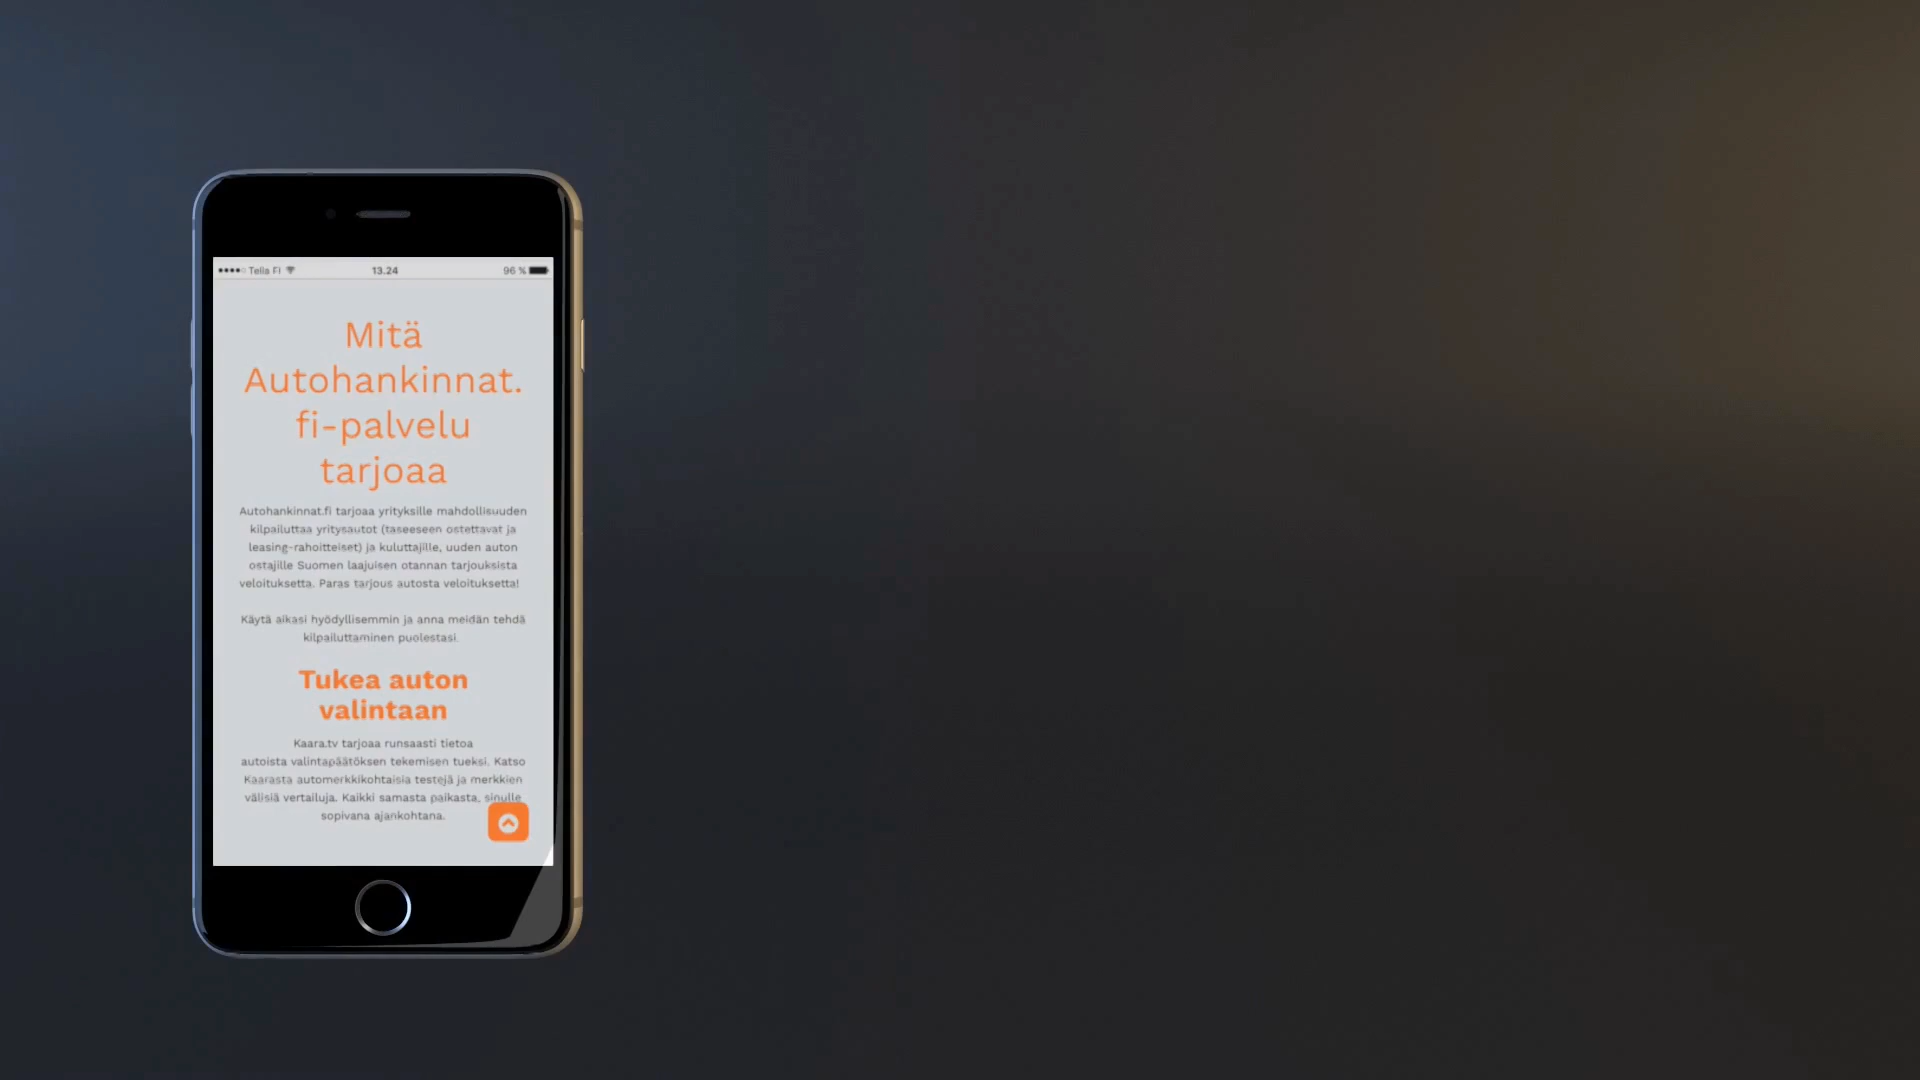 Telia FI 13.24 96 %
Mitä
Autohankinnat.
fi-palvelu
tarjoaa
Autohankinnat.fi tarjoaa yrityksille mahdollisuuden
kilpailuttaa yritysautot (taseeseen ostettavat ja
leasing-rahoitteiset) ja kuluttajille, uuden auton
ostajille Suomen laajuisen otannan tarjouksista
veloituksetta. Paras tarjous autosta veloituksetta!
Käytä aikasi hyödyllisemmin ja anna meidän tehdä
kilpailuttaminen puolestasi.
Tukea auton
valintaan
Kaara.tv tarjoaa runsaasti tietoa
autoista valintapäätöksen tekemisen tueksi. Katso
Kaarasta automerkkikohtaisia testejä ja merkkien
välisiä vertailuja. Kaikki samasta paikasta, sinulle
sopivana ajankohtana.